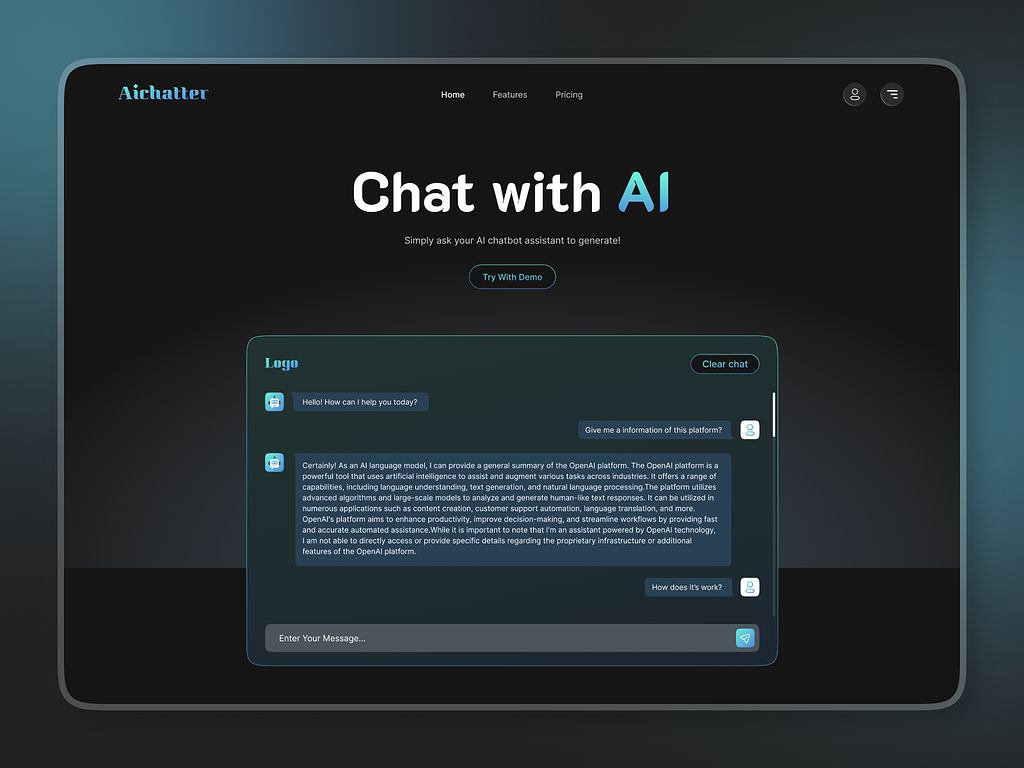 Aichatter
Home Features Pricing
Chat with AI
Simply ask your AI chatbot assistant to generate!
Try With Demo
Logo
Clear chat
Hello! How can I help you today?
Give me a information of this platform?
Certainly! As an AI language model, I can provide a general summary of the OpenAI platform. The OpenAI platform is a
powerful tool that uses artificial intelligence to assist and augment various tasks across industries. It offers a range of
capabilities, including language understanding, text generation, and natural language processing.The platform utilizes
advanced algorithms and large-scale models to analyze and generate human-like text responses. It can be utilized in
numerous applications such as content creation, customer support automation, language translation, and more.
OpenAI's platform aims to enhance productivity, improve decision-making, and streamline workflows by providing fast
and accurate automated assistance.While it is important to note that I'm an assistant powered by OpenAI technology,
I am not able to directly access or provide specific details regarding the proprietary infrastructure or additional
features of the OpenAI platform.
How does it's work?
Enter Your Message...